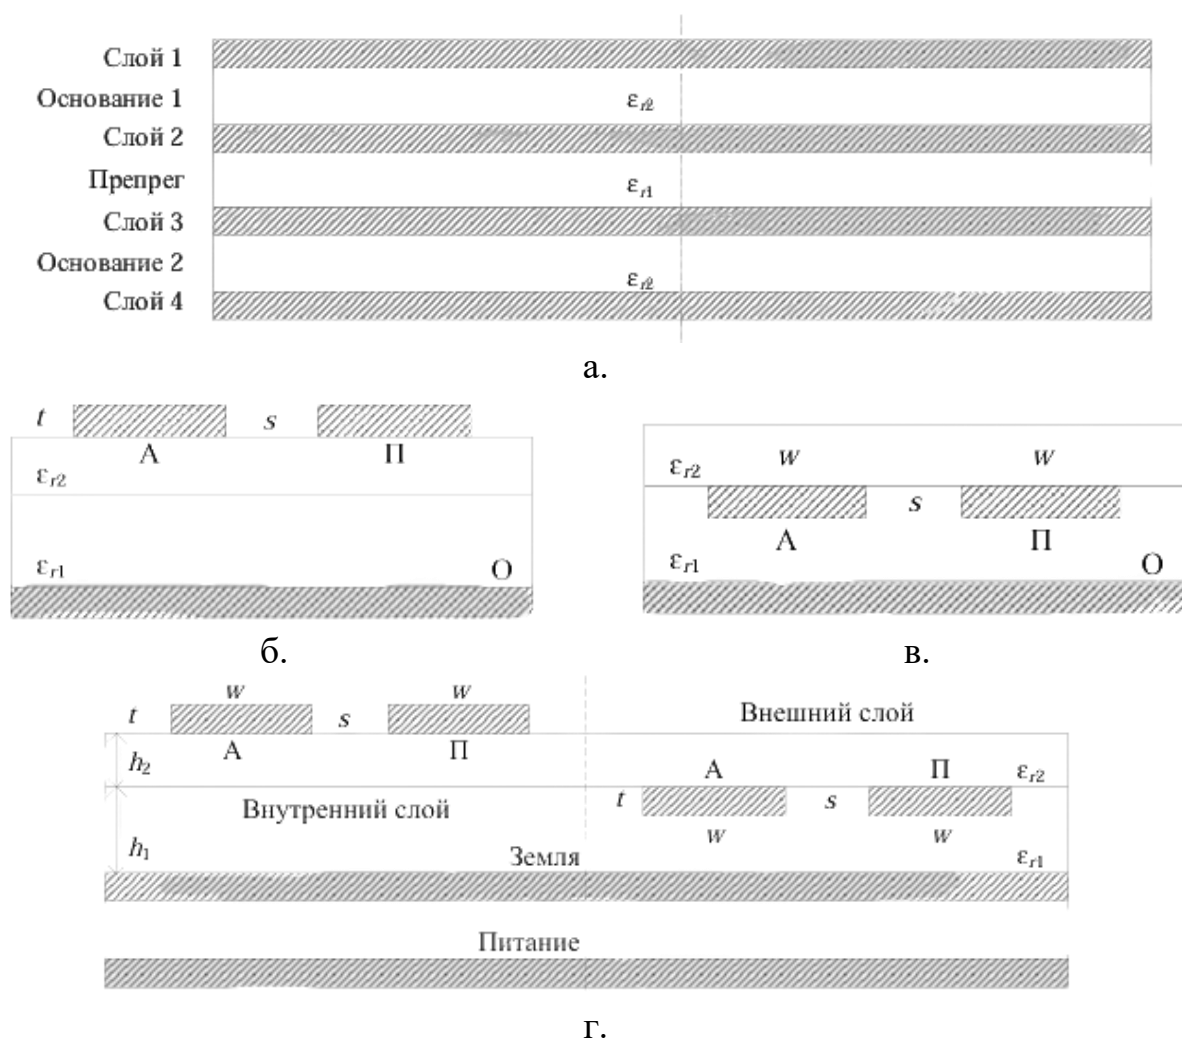 Слой 1
Основание 1 εr2
Слой 2
Препрег εr1
Слой 3
Основание 2 εr2
Слой 4
а.
t s
А П
εr2
εr1 О
б.
w w
εr2
s
А П
εr1 О
в.
w w
t s Внешний слой
А П
h2 А П εr2
Внутренний слой t s
w w
h1 Земля εr1
Питание
г.